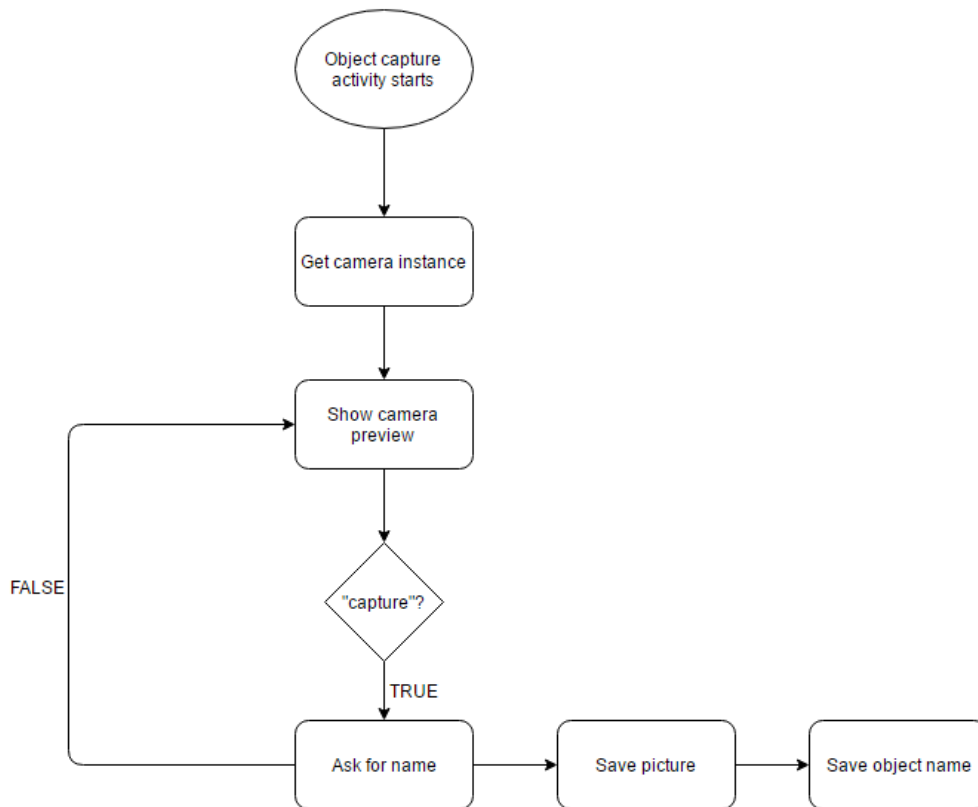 Object capture
activity starts
Get camera instance
Show camera
preview
FALSE
"capture"?
TRUE
Ask for name
Save picture
Save object name